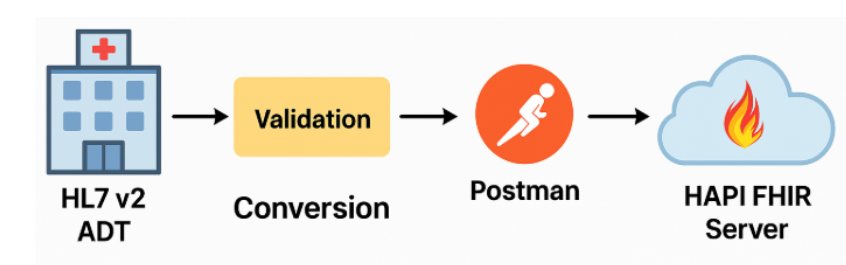 HL7 v2
ADT
Validation
Conversion
Postman
HAPI FHIR
Server